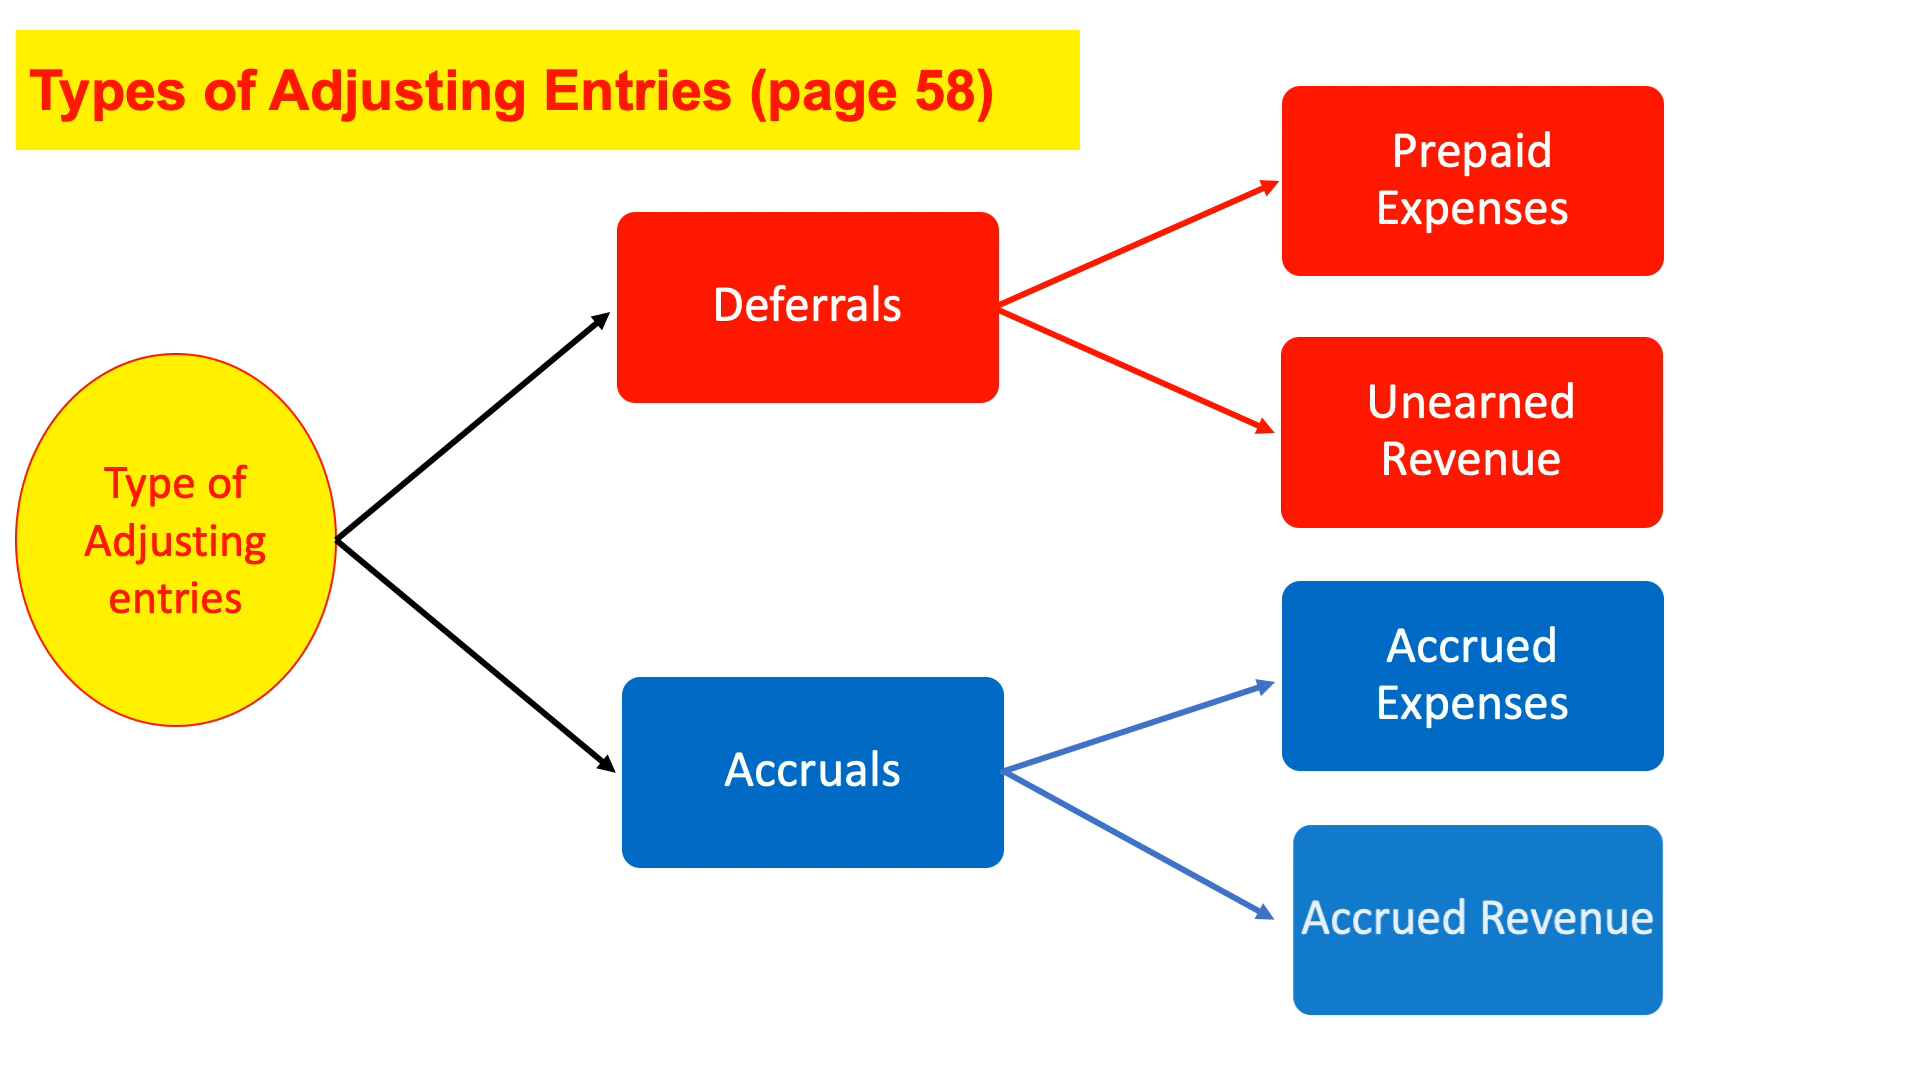 Types of Adjusting Entries (page 58)
Type of
Adjusting
entries
Deferrals
Prepaid
Expenses
Unearned
Revenue
Accruals
Accrued
Expenses
Accrued Revenue